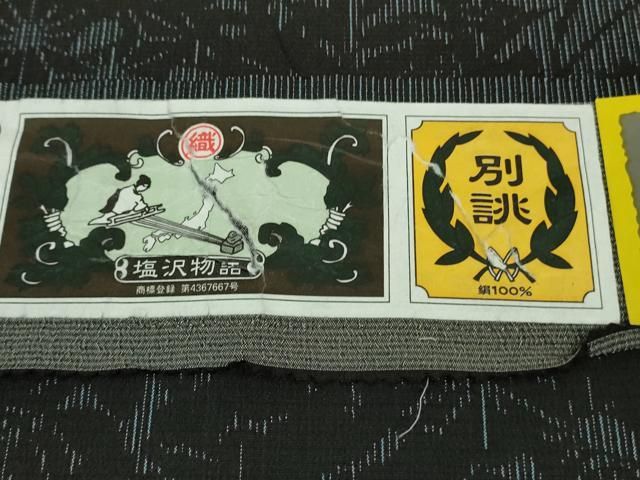 織
塩沢物語
商標登録 第4367667号
別誂
絹100%